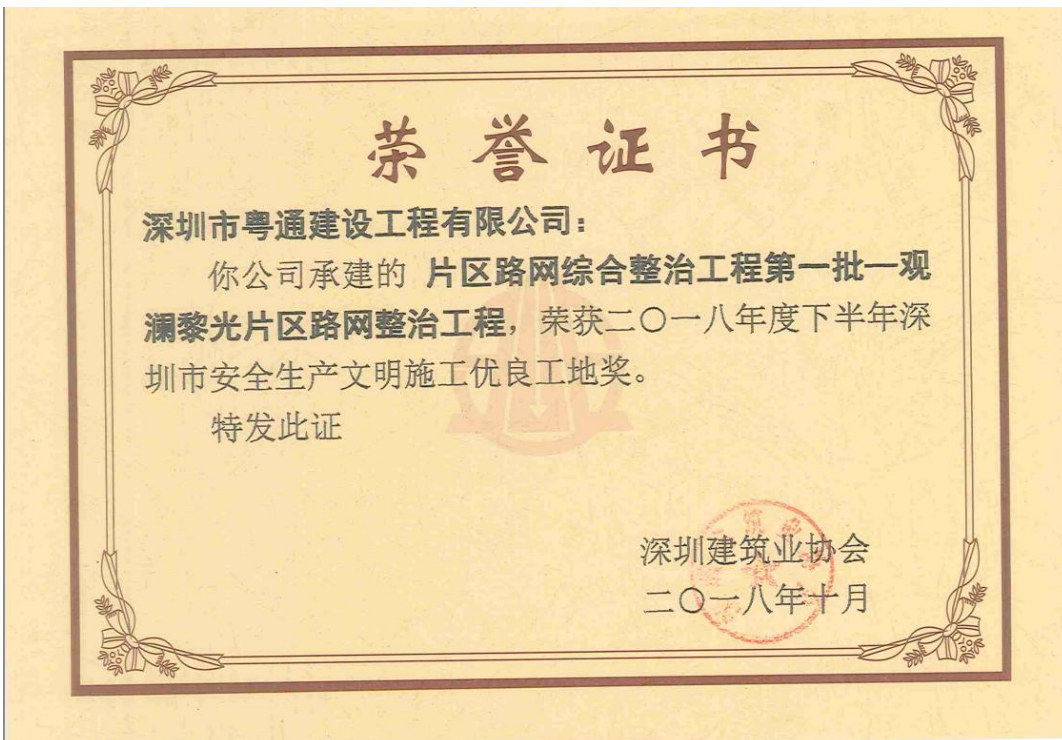 荣誉证书
深圳市粤通建设工程有限公司：
你公司承建的 片区路网综合整治工程第一批一观
澜黎光片区路网整治工程，荣获二〇一八年度下半年深
圳市安全生产文明施工优良工地奖。
特发此证
深圳建筑业协会
二〇一八年十月